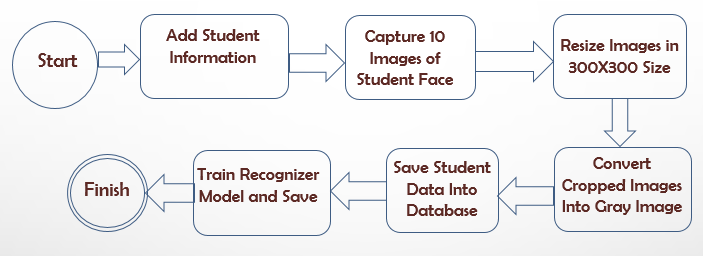 Start
Add Student
Information
Capture 10
Images of
Student Face
Resize Images in
300X300 Size
Convert
Cropped Images
Into Gray Image
Save Student
Data Into
Database
Train Recognizer
Model and Save
Finish